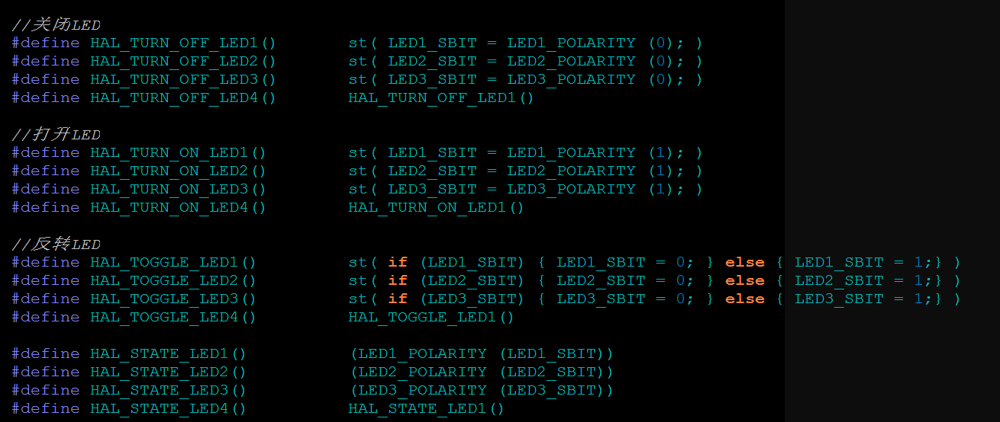 //关闭LED
#define HAL_TURN_OFF_LED1() st( LED1_SBIT = LED1_POLARITY (0); )
#define HAL_TURN_OFF_LED2() st( LED2_SBIT = LED2_POLARITY (0); )
#define HAL_TURN_OFF_LED3() st( LED3_SBIT = LED3_POLARITY (0); )
#define HAL_TURN_OFF_LED4() HAL_TURN_OFF_LED1()
//打开LED
#define HAL_TURN_ON_LED1() st( LED1_SBIT = LED1_POLARITY (1); )
#define HAL_TURN_ON_LED2() st( LED2_SBIT = LED2_POLARITY (1); )
#define HAL_TURN_ON_LED3() st( LED3_SBIT = LED3_POLARITY (1); )
#define HAL_TURN_ON_LED4() HAL_TURN_ON_LED1()
//反转LED
#define HAL_TOGGLE_LED1() st( if (LED1_SBIT) { LED1_SBIT = 0; } else { LED1_SBIT = 1;} )
#define HAL_TOGGLE_LED2() st( if (LED2_SBIT) { LED2_SBIT = 0; } else { LED2_SBIT = 1;} )
#define HAL_TOGGLE_LED3() st( if (LED3_SBIT) { LED3_SBIT = 0; } else { LED3_SBIT = 1;} )
#define HAL_TOGGLE_LED4() HAL_TOGGLE_LED1()
#define HAL_STATE_LED1() (LED1_POLARITY (LED1_SBIT))
#define HAL_STATE_LED2() (LED2_POLARITY (LED2_SBIT))
#define HAL_STATE_LED3() (LED3_POLARITY (LED3_SBIT))
#define HAL_STATE_LED4() HAL_STATE_LED1()